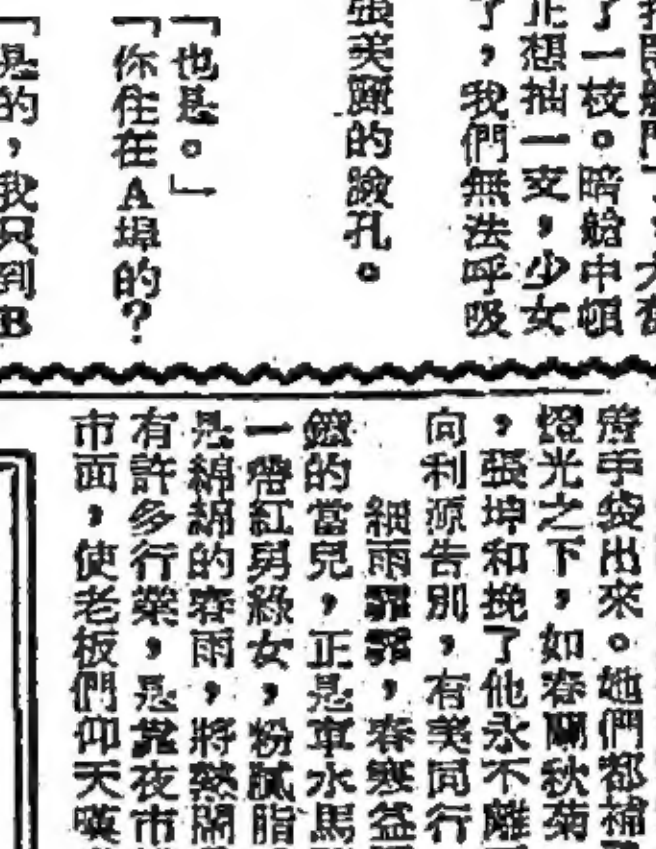 了一枝。暗艙中頓
正想抽一支,少女
了,我們無法呼吸
張美麗的臉孔。
「也是。」
「你住在A埠的?
「是的,我只到B
手袋出來。她們都補
燈光之下,如春蘭秋菊
,張坤和挽了他永不離
向利源告別,有美同行
細雨霏霏,春寒益
的當兒,正是車水馬
一帶紅男綠女,粉膩脂
是綿綿的春雨,將熱鬧
有許多行業,是靠夜市
市面,使老板們仰天嘆